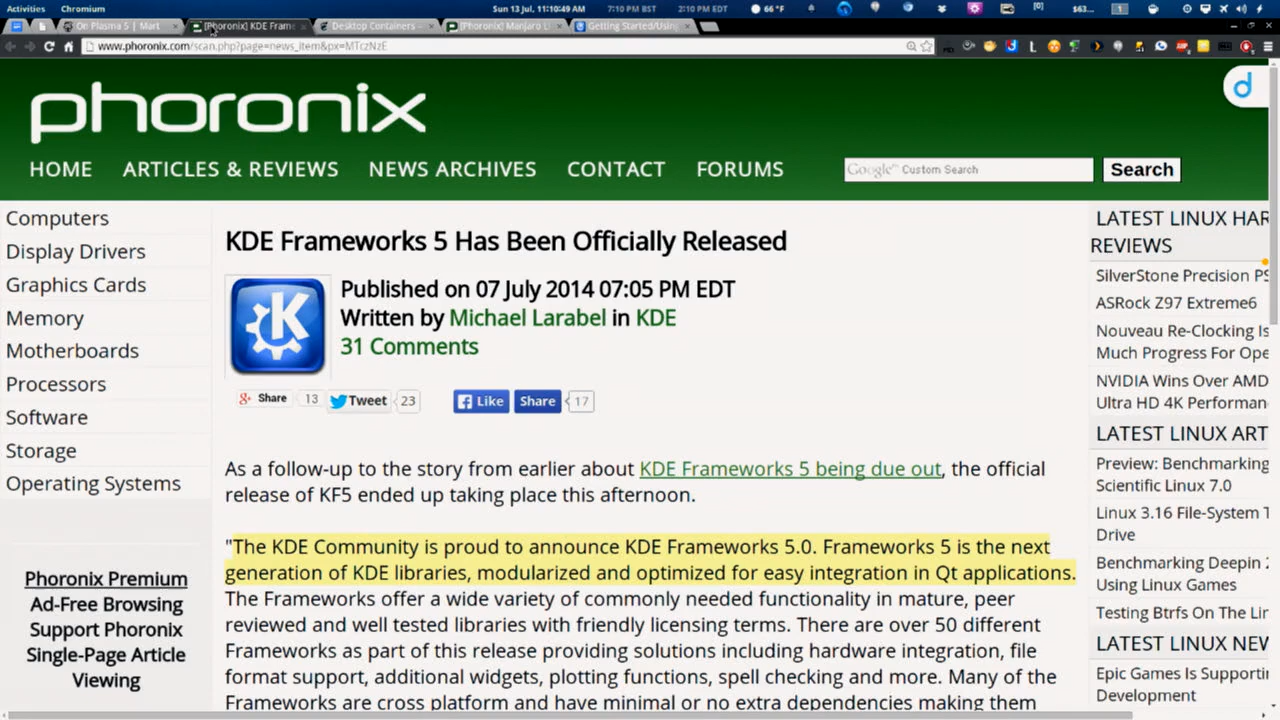 Activities Chromium Sun 13 Jul, 11:10:49 AM 7:10 PM BST 2:10 PM EDT 66 °F $63...
On Plasma 5 | Mart [Phoronix] KDE Fram Desktop Containers – [Phoronix] Manjaro Li Getting Started/Using
www.phoronix.com/scan.php?page=news_item&px=MTczNzE
phoronix
HOME ARTICLES & REVIEWS NEWS ARCHIVES CONTACT FORUMS Google™ Custom Search Search
Computers
Display Drivers
Graphics Cards
Memory
Motherboards
Processors
Software
Storage
Operating Systems
Phoronix Premium
Ad-Free Browsing
Support Phoronix
Single-Page Article
Viewing
KDE Frameworks 5 Has Been Officially Released
Published on 07 July 2014 07:05 PM EDT
Written by Michael Larabel in KDE
31 Comments
Share 13 Tweet 23 Like Share 17
As a follow-up to the story from earlier about KDE Frameworks 5 being due out, the official
release of KF5 ended up taking place this afternoon.
"The KDE Community is proud to announce KDE Frameworks 5.0. Frameworks 5 is the next
generation of KDE libraries, modularized and optimized for easy integration in Qt applications.
The Frameworks offer a wide variety of commonly needed functionality in mature, peer
reviewed and well tested libraries with friendly licensing terms. There are over 50 different
Frameworks as part of this release providing solutions including hardware integration, file
format support, additional widgets, plotting functions, spell checking and more. Many of the
Frameworks are cross platform and have minimal or no extra dependencies making them
LATEST LINUX HAR
REVIEWS
SilverStone Precision PS
ASRock Z97 Extreme6
Nouveau Re-Clocking Is
Much Progress For Ope
NVIDIA Wins Over AMD
Ultra HD 4K Performan
LATEST LINUX ART
Preview: Benchmarking
Scientific Linux 7.0
Linux 3.16 File-System T
Drive
Benchmarking Deepin 2
Using Linux Games
Testing Btrfs On The Lin
LATEST LINUX NEW
Epic Games Is Supporti
Development